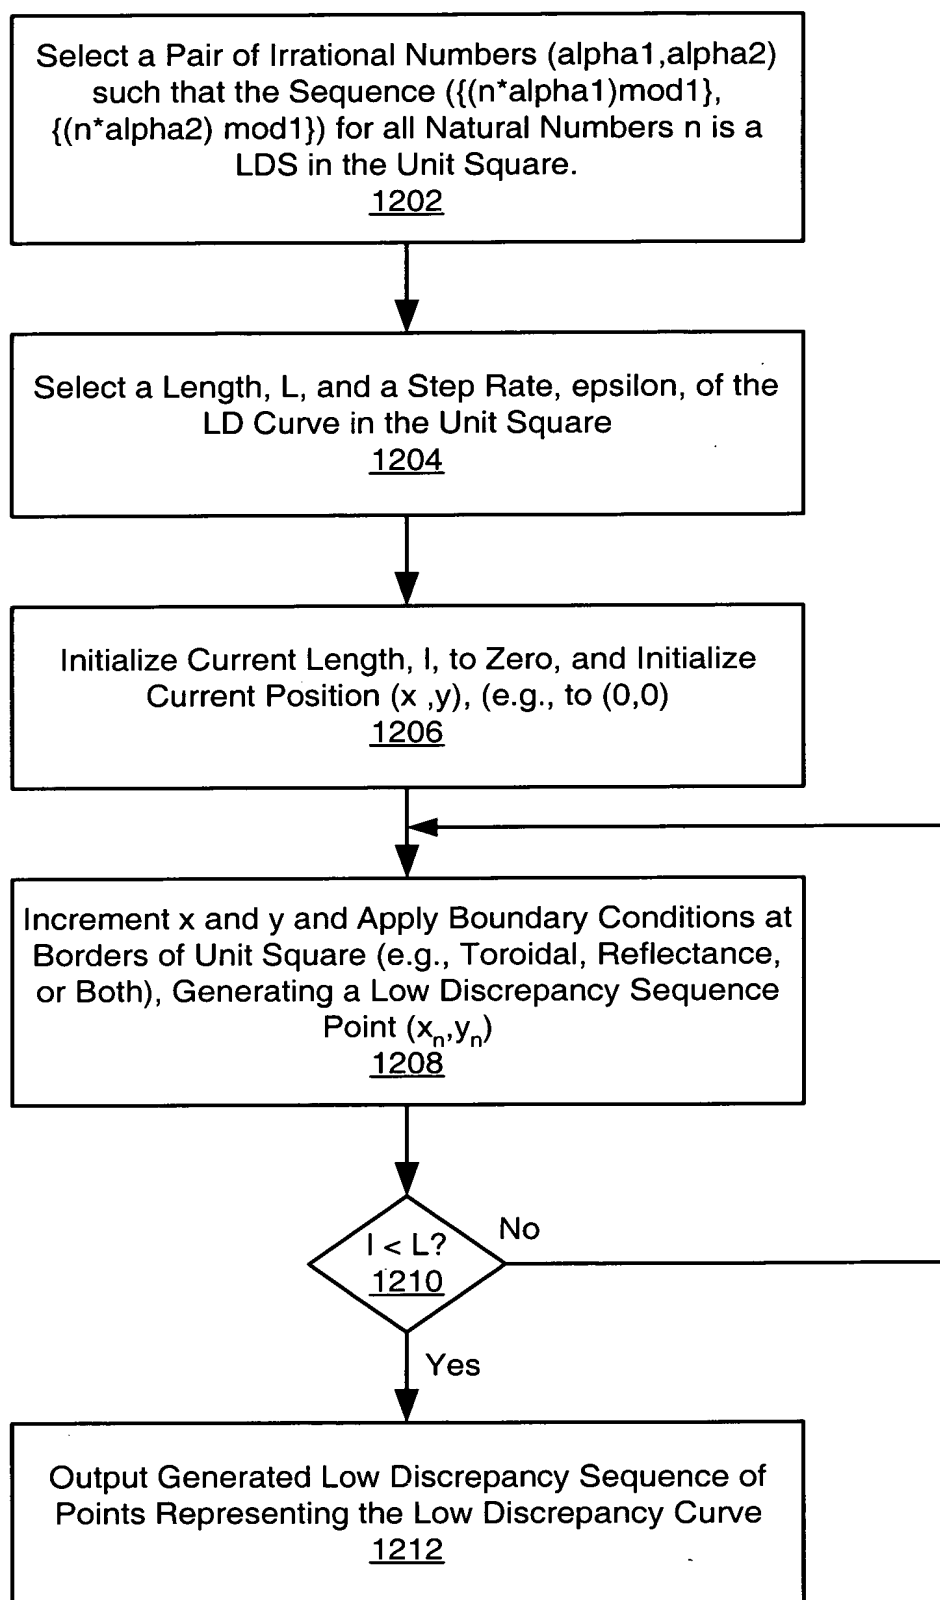 Select a Pair of Irrational Numbers (alpha1,alpha2)
such that the Sequence ({(n*alpha1)mod1},
{(n*alpha2) mod1}) for all Natural Numbers n is a
LDS in the Unit Square.
1202
Select a Length, L, and a Step Rate, epsilon, of the
LD Curve in the Unit Square
1204
Initialize Current Length, l, to Zero, and Initialize
Current Position (x ,y), (e.g., to (0,0)
1206
Increment x and y and Apply Boundary Conditions at
Borders of Unit Square (e.g., Toroidal, Reflectance,
or Both), Generating a Low Discrepancy Sequence
Point (xn,yn)
1208
l < L?
1210
No
Yes
Output Generated Low Discrepancy Sequence of
Points Representing the Low Discrepancy Curve
1212